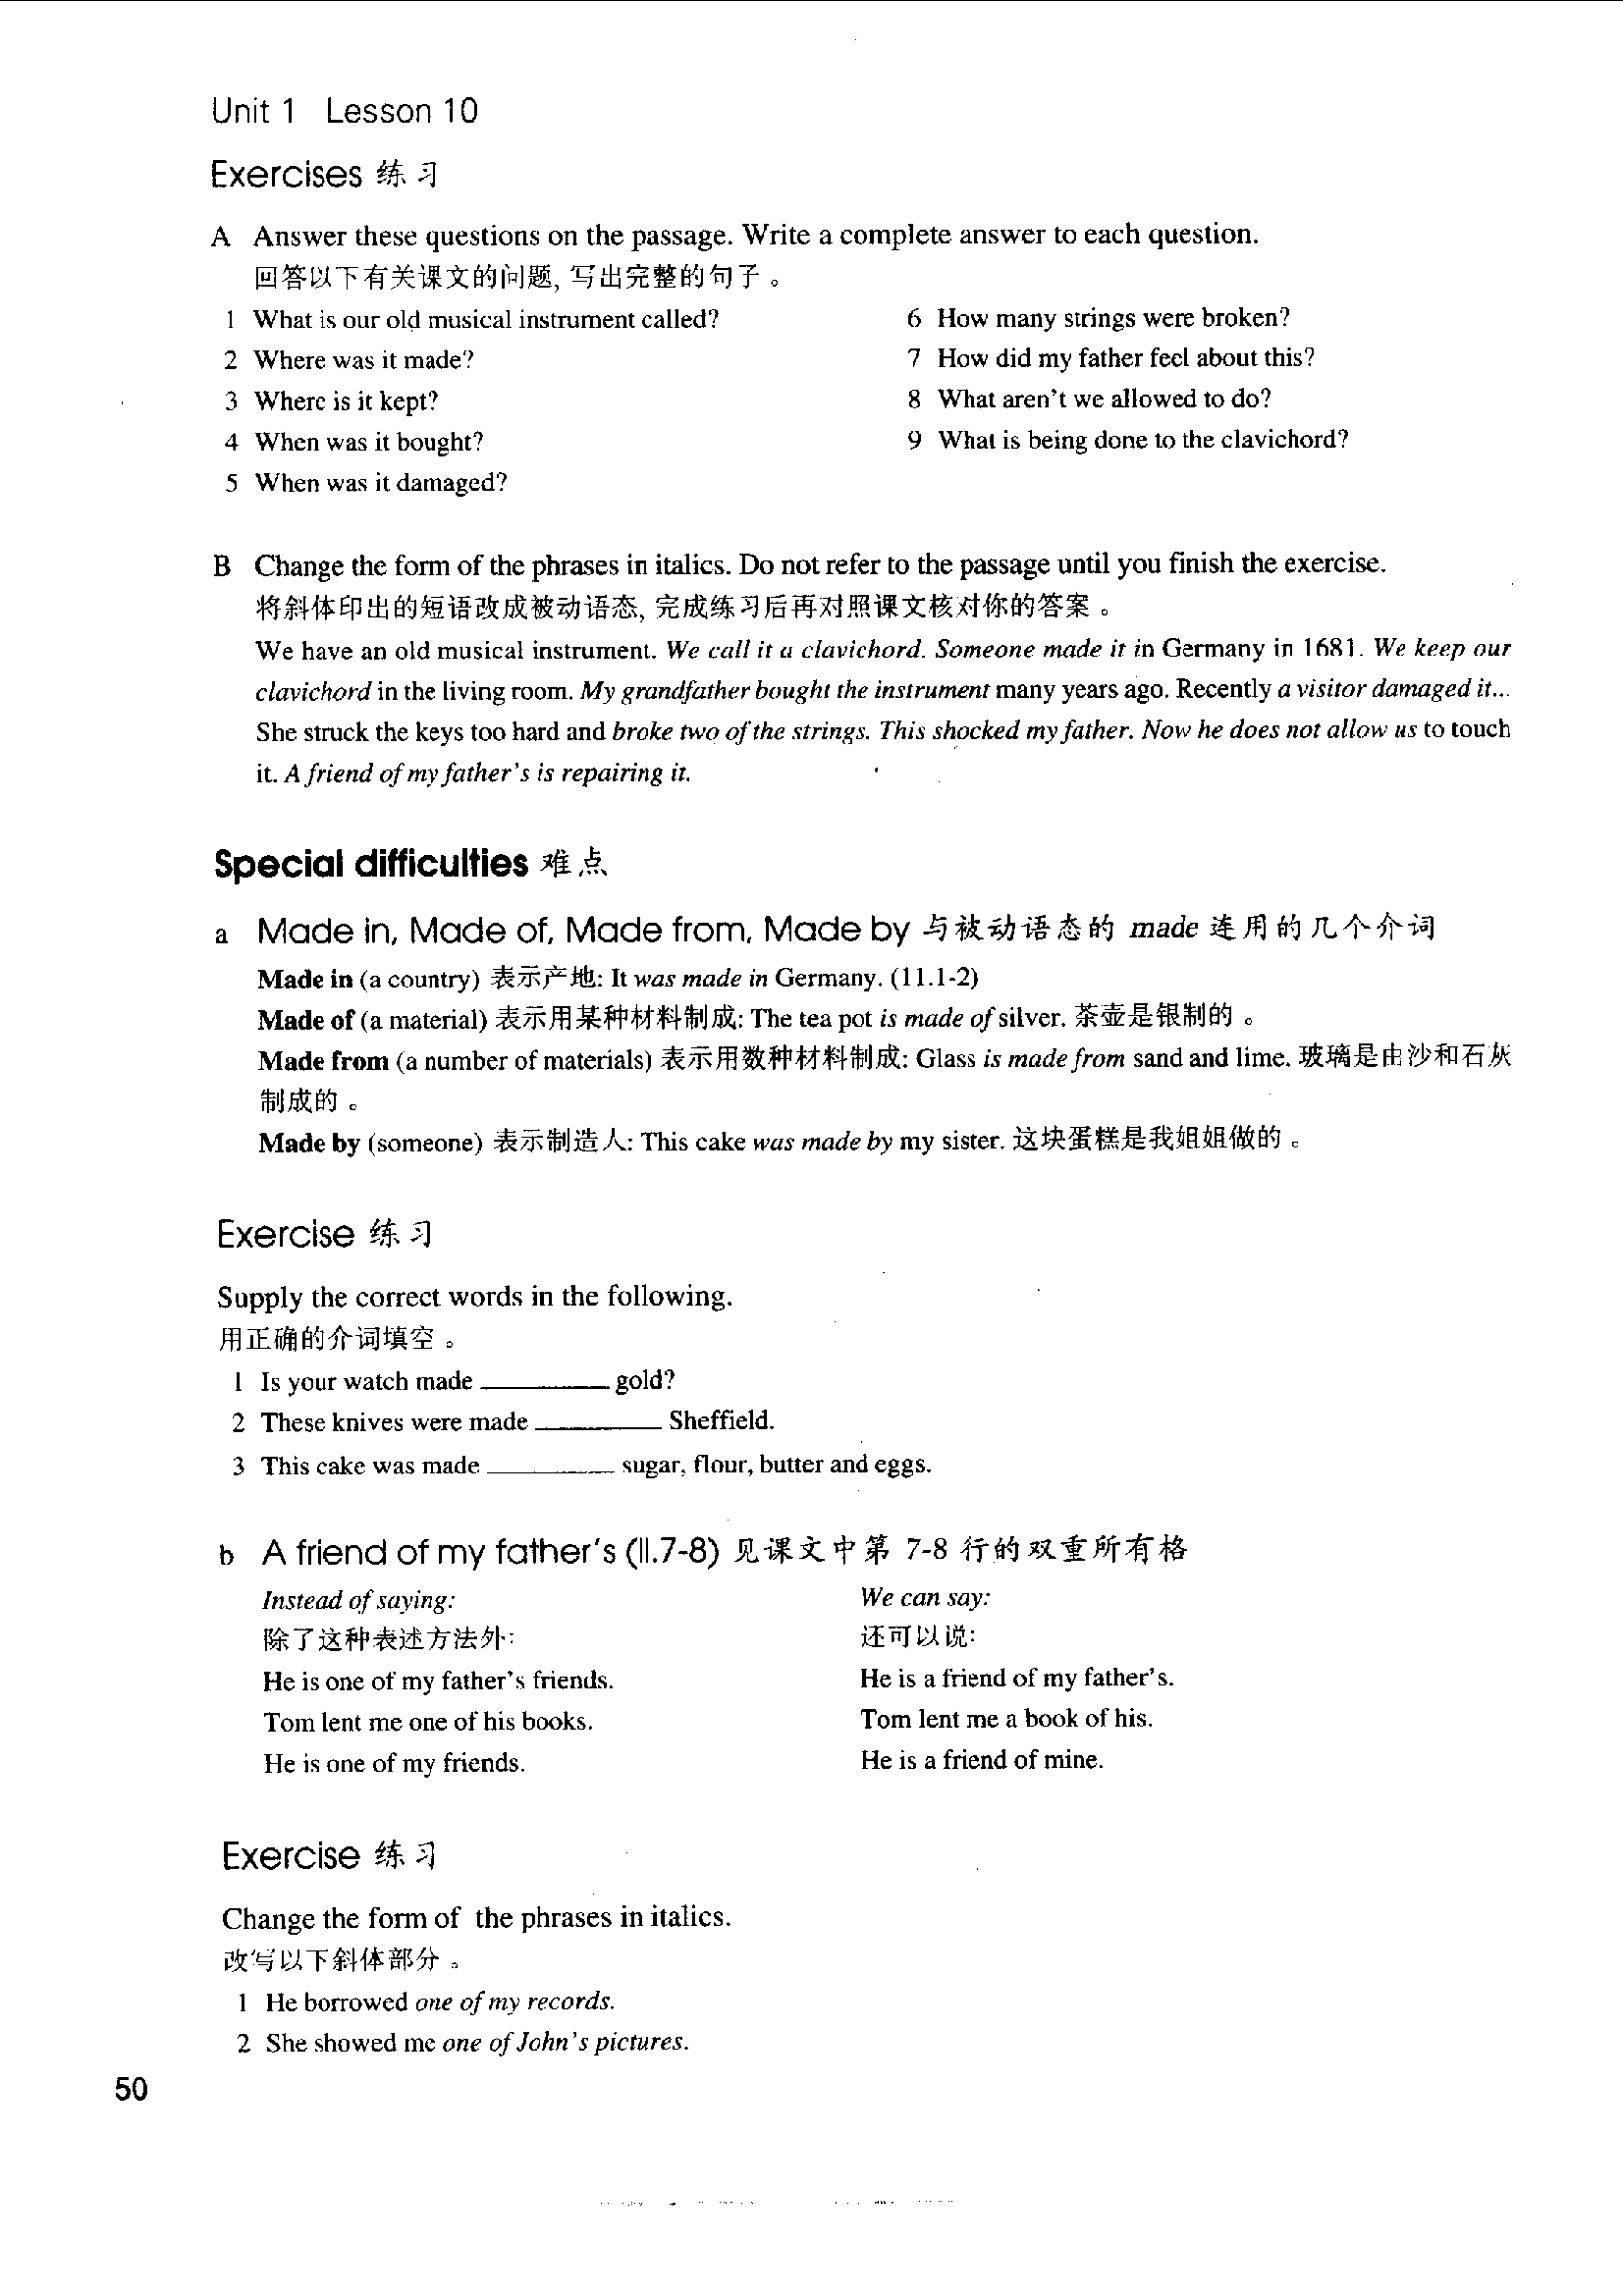 Unit 1 Lesson 10
Exercises 练习
A Answer these questions on the passage. Write a complete answer to each question.
回答以下有关课文的问题, 写出完整的句子。
1 What is our old musical instrument called?
2 Where was it made?
3 Where is it kept?
4 When was it bought?
5 When was it damaged?
6 How many strings were broken?
7 How did my father feel about this?
8 What aren't we allowed to do?
9 What is being done to the clavichord?
B Change the form of the phrases in italics. Do not refer to the passage until you finish the exercise.
将斜体印出的短语改成被动语态, 完成练习后再对照课文核对你的答案。
We have an old musical instrument. We call it a clavichord. Someone made it in Germany in 1681. We keep our
clavichord in the living room. My grandfather bought the instrument many years ago. Recently a visitor damaged it...
She struck the keys too hard and broke two of the strings. This shocked my father. Now he does not allow us to touch
it. A friend of my father's is repairing it.
Special difficulties 难点
a Made in, Made of, Made from, Made by 与被动语态的 made 连用的几个介词
Made in (a country) 表示产地: It was made in Germany. (11.1-2)
Made of (a material) 表示用某种材料制成: The tea pot is made of silver. 茶壶是银制的。
Made from (a number of materials) 表示用数种材料制成: Glass is made from sand and lime. 玻璃是由沙和石灰
制成的。
Made by (someone) 表示制造人: This cake was made by my sister. 这块蛋糕是我姐姐做的。
Exercise 练习
Supply the correct words in the following.
用正确的介词填空。
1 Is your watch made ________ gold?
2 These knives were made ________ Sheffield.
3 This cake was made ________ sugar, flour, butter and eggs.
b A friend of my father's (ll.7-8) 见课文中第 7-8 行的双重所有格
Instead of saying:
除了这种表述方法外:
He is one of my father's friends.
Tom lent me one of his books.
He is one of my friends.
We can say:
还可以说:
He is a friend of my father's.
Tom lent me a book of his.
He is a friend of mine.
Exercise 练习
Change the form of the phrases in italics.
改写以下斜体部分。
1 He borrowed one of my records.
2 She showed me one of John's pictures.
50